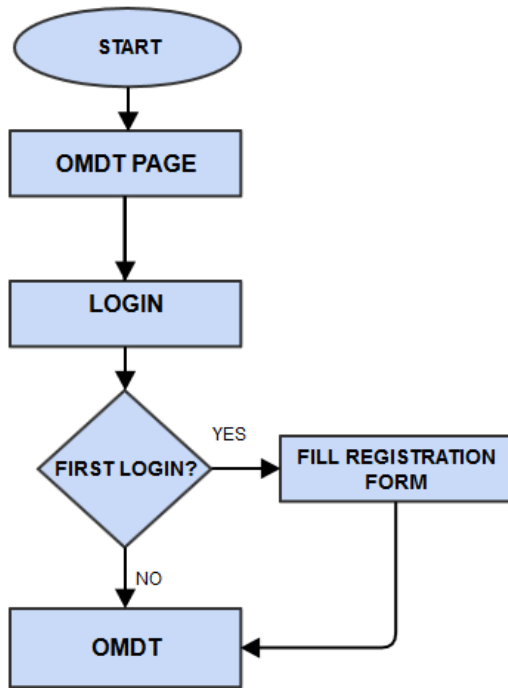 START
OMDT PAGE
LOGIN
FIRST LOGIN?
YES
FILL REGISTRATION
FORM
NO
OMDT